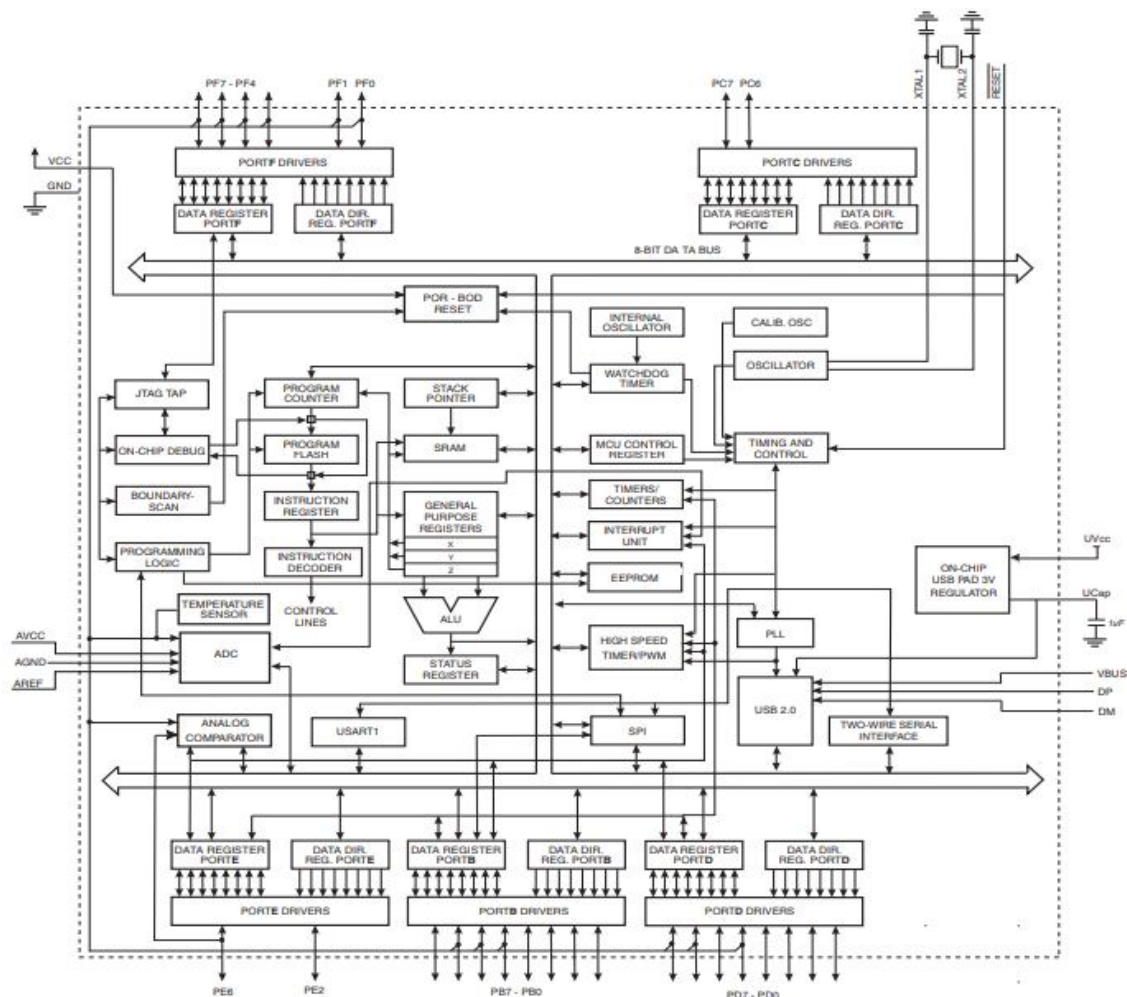 XTAL1
XTAL2
RESET
PF7 - PF4
PF1
PF0
PC7
PC6
VCC
GND
PORTF DRIVERS
PORTC DRIVERS
DATA REGISTER
PORTF
DATA DIR.
REG. PORTF
DATA REGISTER
PORTC
DATA DIR.
REG. PORTC
8-BIT DA TA BUS
POR - BOD
RESET
INTERNAL
OSCILLATOR
CALIB. OSC
WATCHDOG
TIMER
OSCILLATOR
JTAG TAP
PROGRAM
COUNTER
STACK
POINTER
ON-CHIP DEBUG
PROGRAM
FLASH
SRAM
MCU CONTROL
REGISTER
TIMING AND
CONTROL
BOUNDARY-
SCAN
INSTRUCTION
REGISTER
GENERAL
PURPOSE
REGISTERS
X
Y
Z
TIMERS/
COUNTERS
INTERRUPT
UNIT
PROGRAMMING
LOGIC
INSTRUCTION
DECODER
EEPROM
ON-CHIP
USB PAD 3V
REGULATOR
UVcc
UCap
1uF
TEMPERATURE
SENSOR
CONTROL
LINES
ALU
AVCC
AGND
AREF
ADC
STATUS
REGISTER
HIGH SPEED
TIMER/PWM
PLL
USB 2.0
VBUS
DP
DM
ANALOG
COMPARATOR
USART1
SPI
TWO-WIRE SERIAL
INTERFACE
DATA REGISTER
PORTE
DATA DIR.
REG. PORTE
DATA REGISTER
PORTB
DATA DIR.
REG. PORTB
DATA REGISTER
PORTD
DATA DIR.
REG. PORTD
PORTE DRIVERS
PORTB DRIVERS
PORTD DRIVERS
PE6
PE2
PB7 - PB0
PD7 - PD0